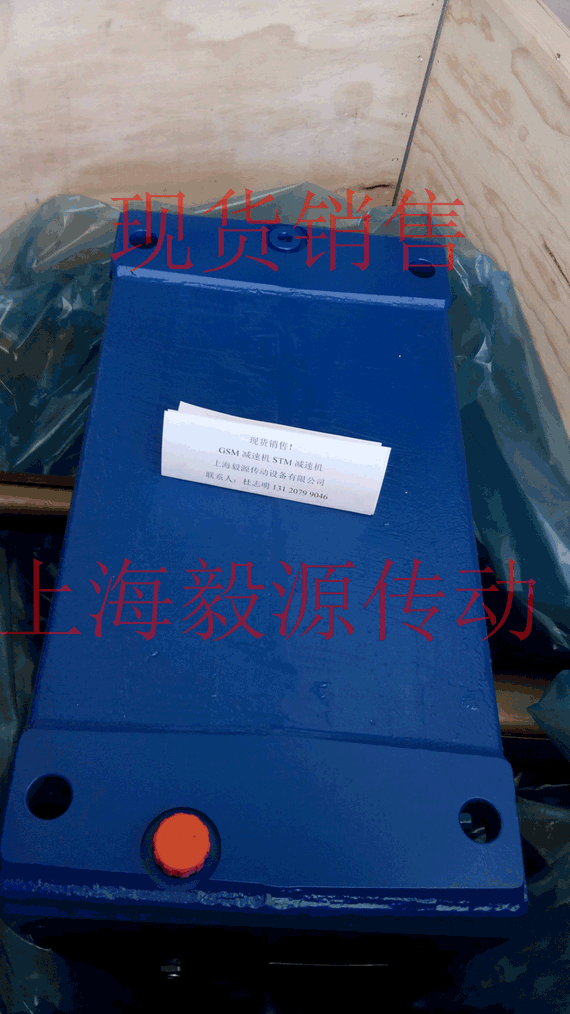 现货销售
现货销售！
GSM 减速机 STM 减速机
上海毅源传动设备有限公司
联系人：杜志明 131 2079 9046
上海毅源传动